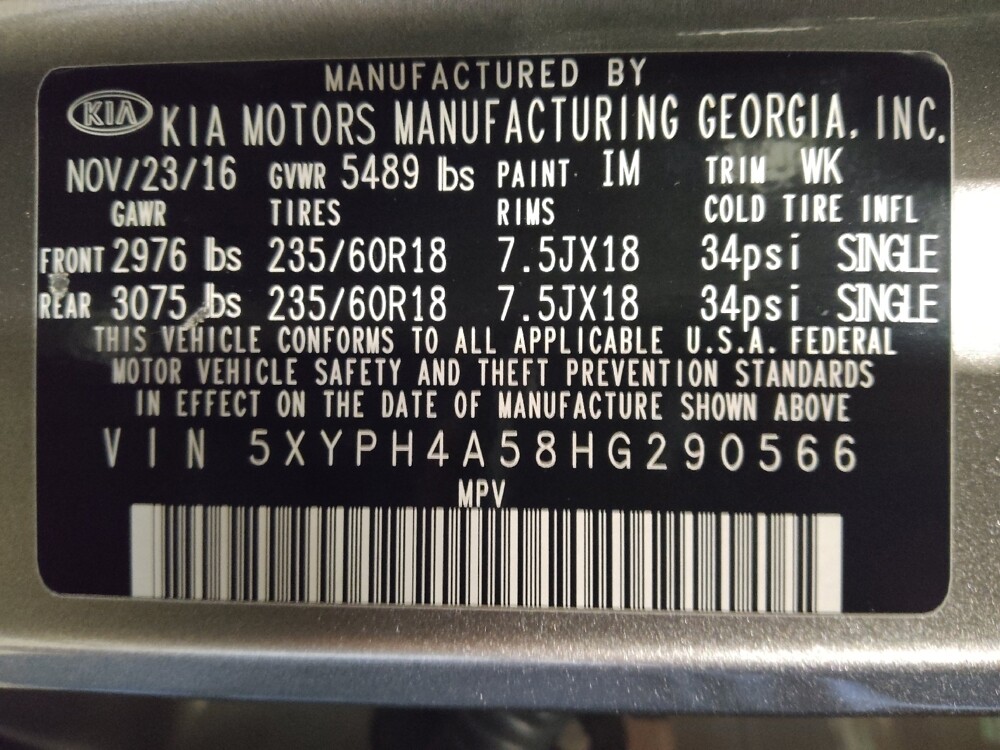 MANUFACTURED BY
KIA KIA MOTORS MANUFACTURING GEORGIA, INC.
NOV/23/16 GVWR 5489 lbs PAINT IM TRIM WK
GAWR TIRES RIMS COLD TIRE INFL
FRONT 2976 lbs 235/60R18 7.5JX18 34psi SINGLE
REAR 3075 lbs 235/60R18 7.5JX18 34psi SINGLE
THIS VEHICLE CONFORMS TO ALL APPLICABLE U.S.A. FEDERAL
MOTOR VEHICLE SAFETY AND THEFT PREVENTION STANDARDS
IN EFFECT ON THE DATE OF MANUFACTURE SHOWN ABOVE
VIN 5XYPH4A58HG290566
MPV